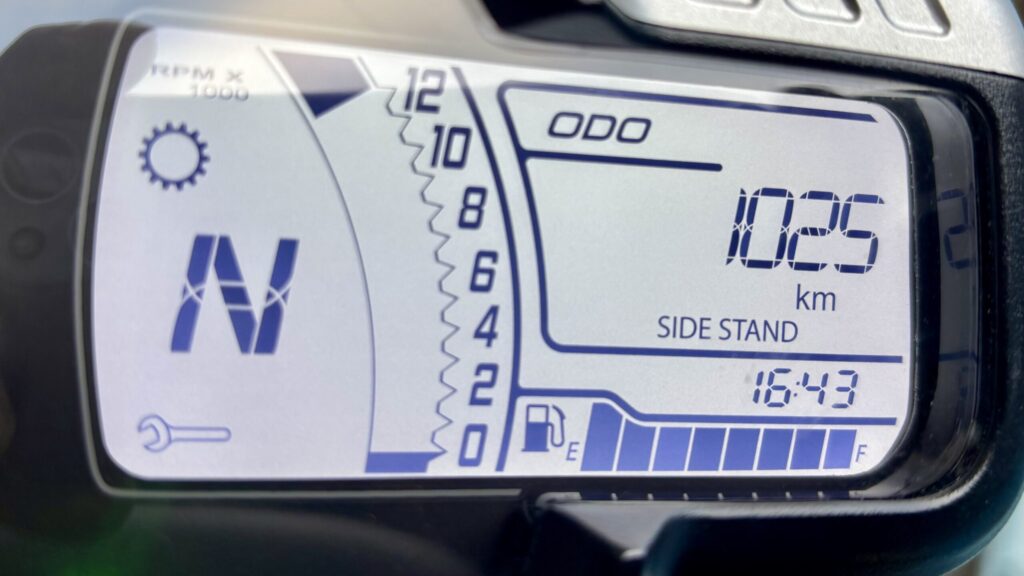 RPM X
1000
N
12
10
8
6
4
2
0
ODO
1025
km
SIDE STAND
16:43
E
F